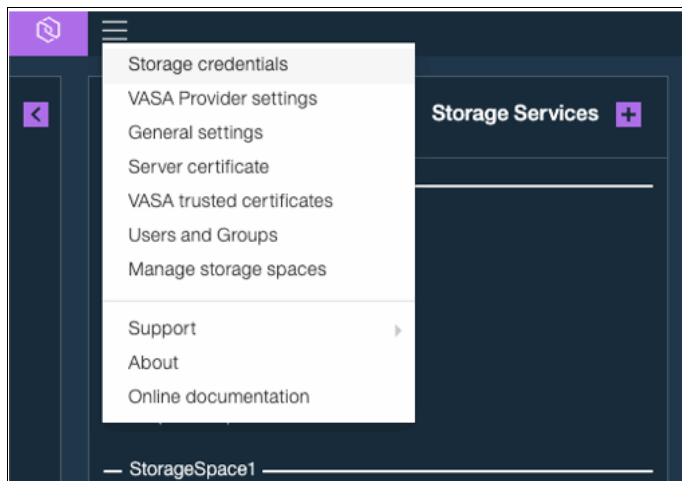 Storage credentials
VASA Provider settings
Storage Services
General settings
Server certificate
VASA trusted certificates
Users and Groups
Manage storage spaces
Support
About
Online documentation
StorageSpace1